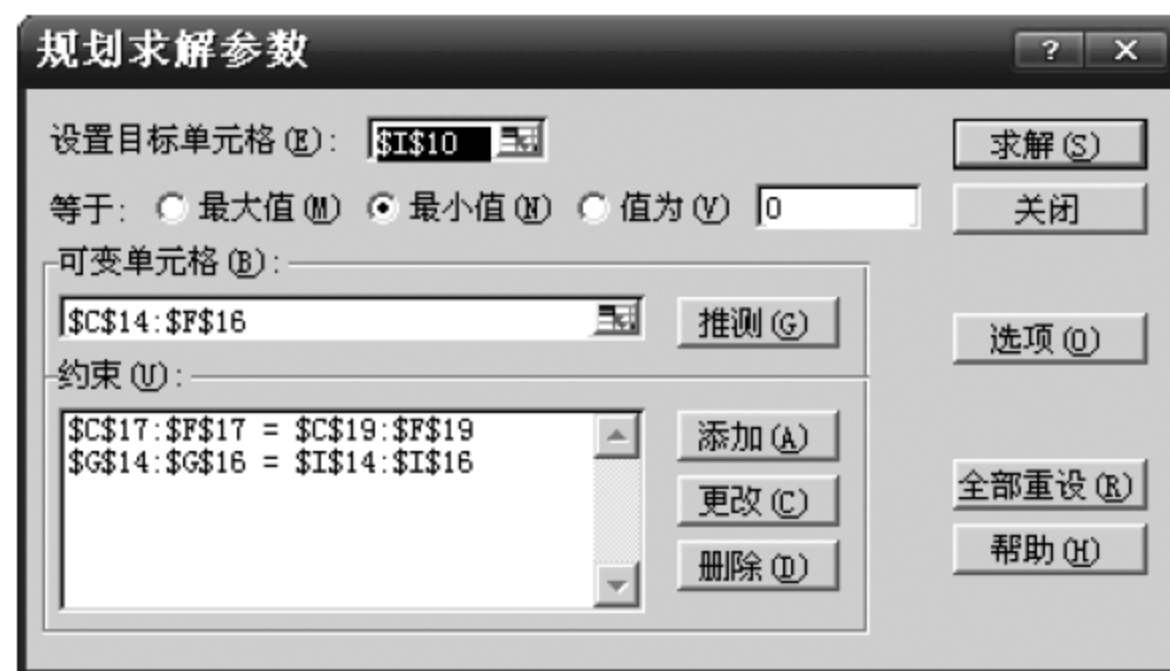 规划求解参数
? ×
设置目标单元格(E): $I$10
求解(S)
等于: 最大值(M) 最小值(N) 值为(V) 0
关闭
可变单元格(B):
$C$14:$F$16
推测(G)
选项(O)
约束(U):
$C$17:$F$17 = $C$19:$F$19
$G$14:$G$16 = $I$14:$I$16
添加(A)
更改(C)
全部重设(R)
删除(D)
帮助(H)